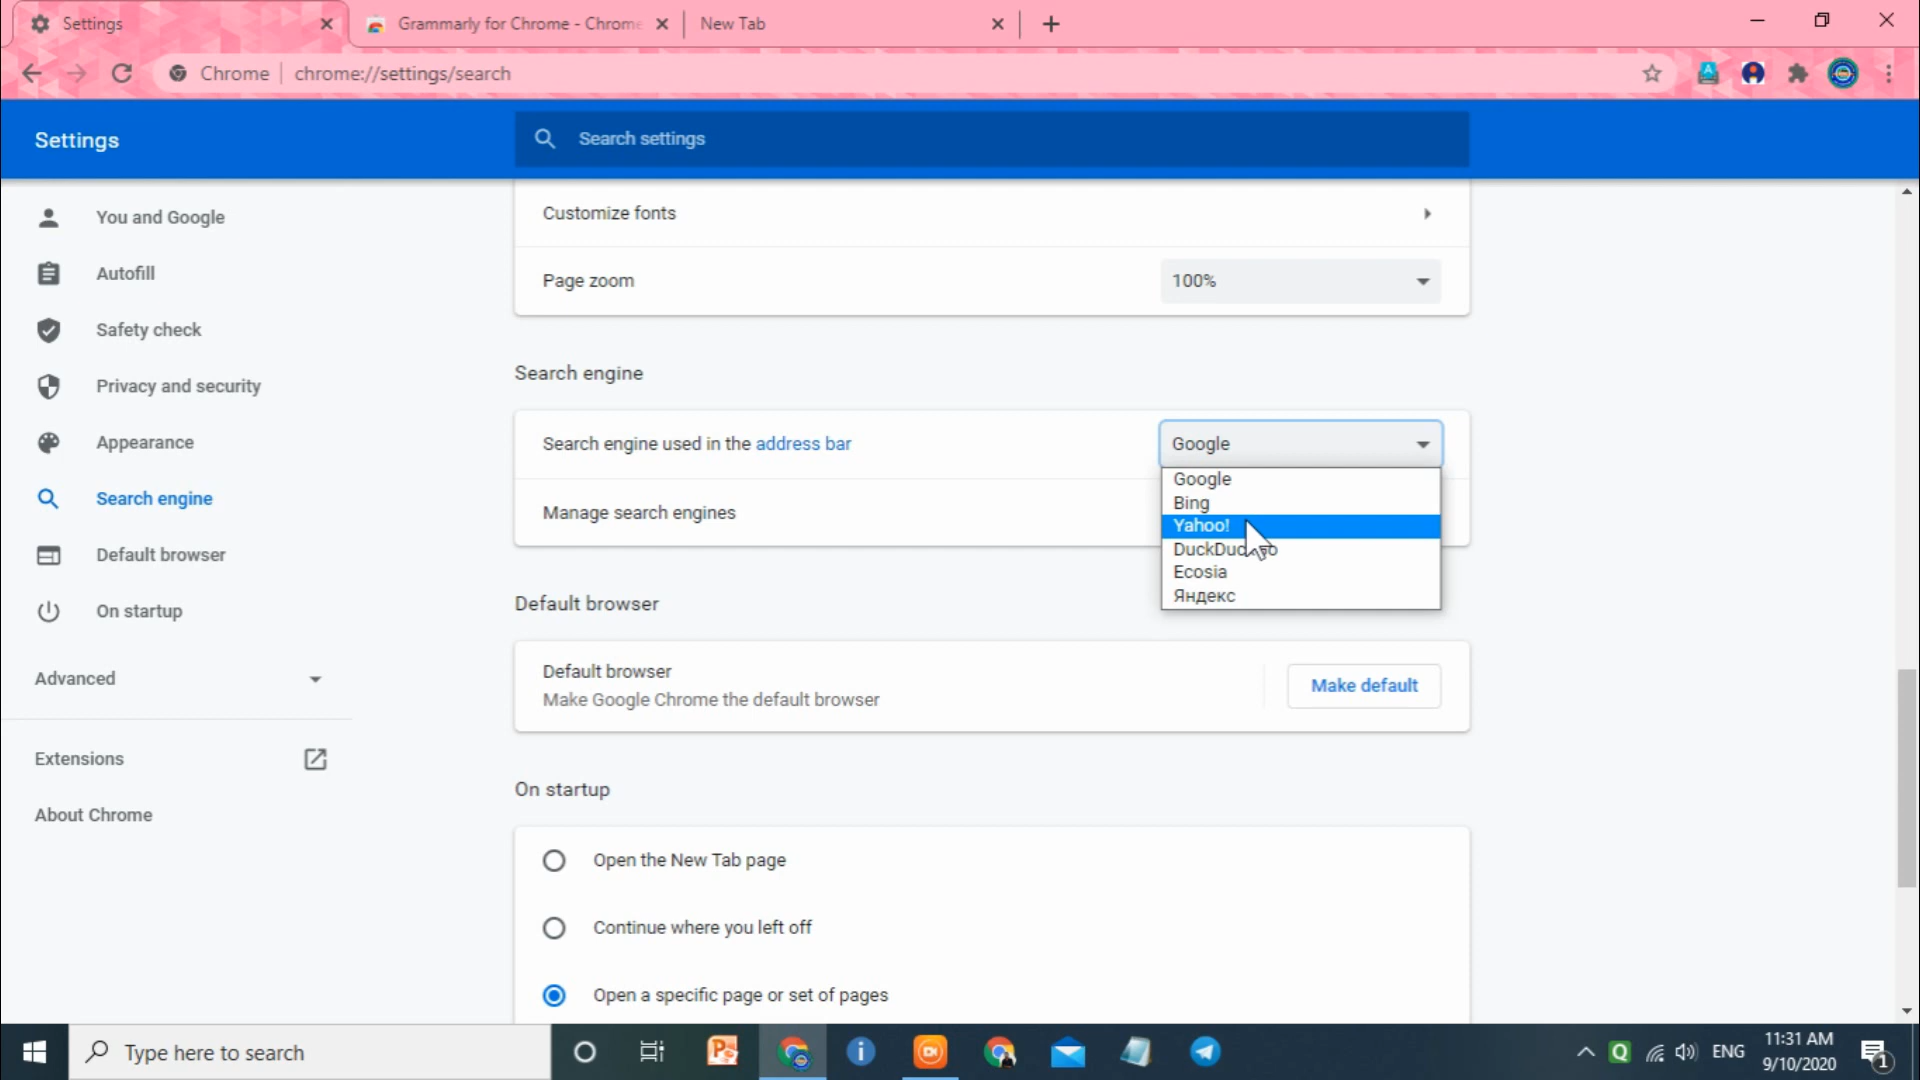 Settings
Grammarly for Chrome - Chrome
New Tab
Chrome
chrome://settings/search
Settings
Search settings
You and Google
Autofill
Safety check
Privacy and security
Appearance
Search engine
Default browser
On startup
Advanced
Extensions
About Chrome
Customize fonts
Page zoom
100%
Search engine
Search engine used in the address bar
Google
Manage search engines
Google
Bing
Yahoo!
DuckDuckGo
Ecosia
Яндекс
Default browser
Default browser
Make Google Chrome the default browser
Make default
On startup
Open the New Tab page
Continue where you left off
Open a specific page or set of pages
Type here to search
ENG
11:31 AM
9/10/2020
1